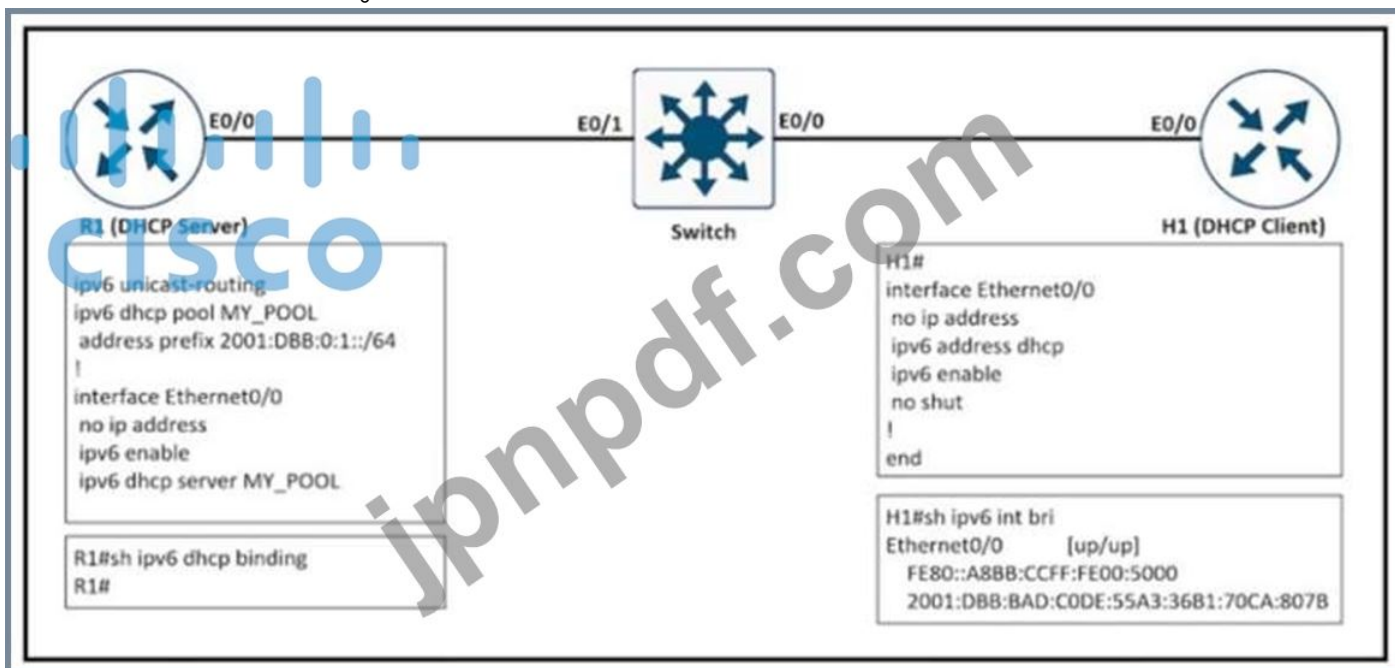 E0/0
E0/1
E0/0
E0/0
CISCO
R1 (DHCP Server)
Switch
H1 (DHCP Client)
ipv6 unicast-routing
ipv6 dhcp pool MY_POOL
address prefix 2001:DBB:0:1::/64
!
interface Ethernet0/0
no ip address
ipv6 enable
ipv6 dhcp server MY_POOL
R1#sh ipv6 dhcp binding
R1#
H1#
interface Ethernet0/0
no ip address
ipv6 address dhcp
ipv6 enable
no shut
!
end
H1#sh ipv6 int bri
Ethernet0/0 [up/up]
FE80::A8BB:CCFF:FE00:5000
2001:DBB:BAD:C0DE:55A3:36B1:70CA:807B
jpnpdf.com